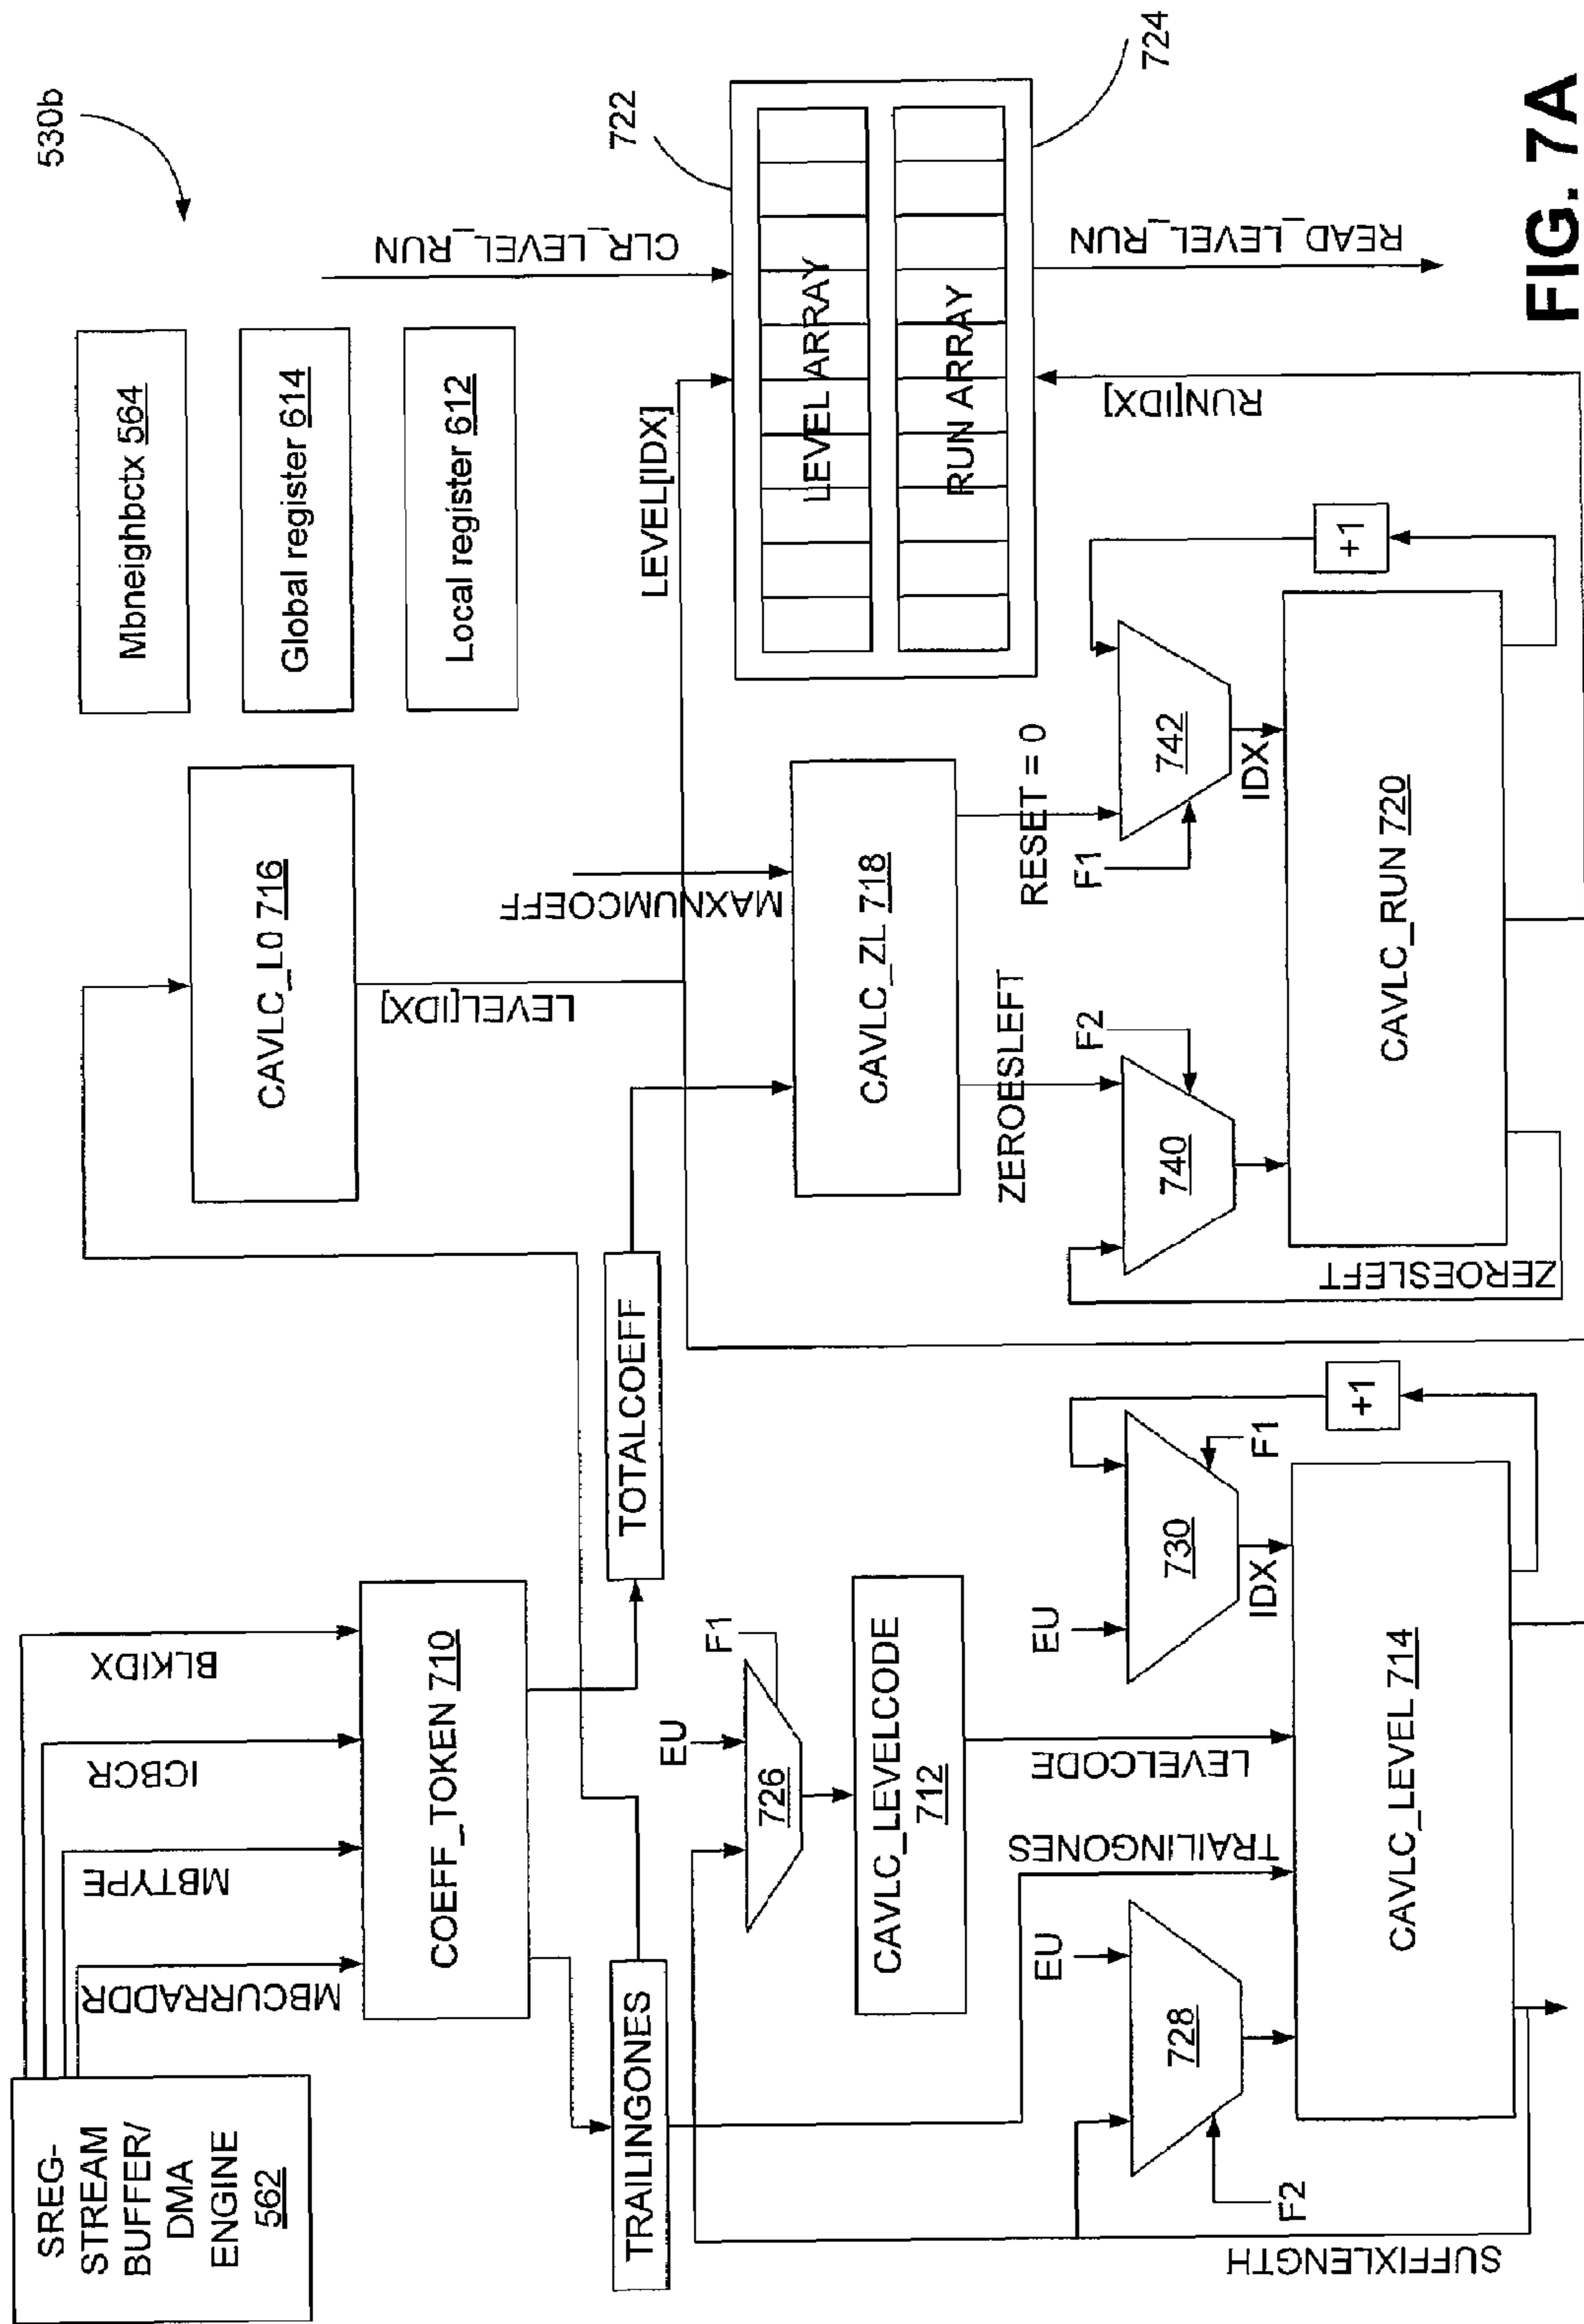 530b
SREG-
STREAM
BUFFER/
DMA
ENGINE
562
BLKIDX
ICBCR
MBTYPE
MBCURRADDR
COEFF_TOKEN 710
TRAILINGONES
TOTALCOEFF
CAVLC_L0 716
LEVEL[IDX]
Mbneighbctx 564
Global register 614
Local register 612
LEVEL[IDX]
CLR_LEVEL_RUN
722
LEVEL ARRAY
RUN ARRAY
724
READ_LEVEL_RUN
RUN[IDX]
MAXNUMCOEFF
CAVLC_ZL 718
ZEROESLEFT
RESET = 0
F2
F1
740
742
IDX
+1
CAVLC_RUN 720
ZEROESLEFT
EU
F1
726
CAVLC_LEVELCODE
712
LEVELCODE
TRAILINGONES
EU
728
F2
EU
730
F1
IDX
+1
CAVLC_LEVEL 714
SUFFIXLENGTH
FIG. 7A